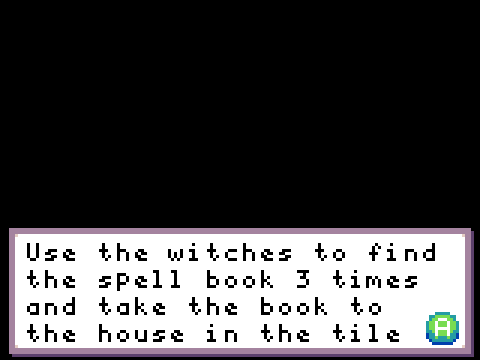 Use the witches to find
the spell book 3 times
and take the book to
the house in the tile
A